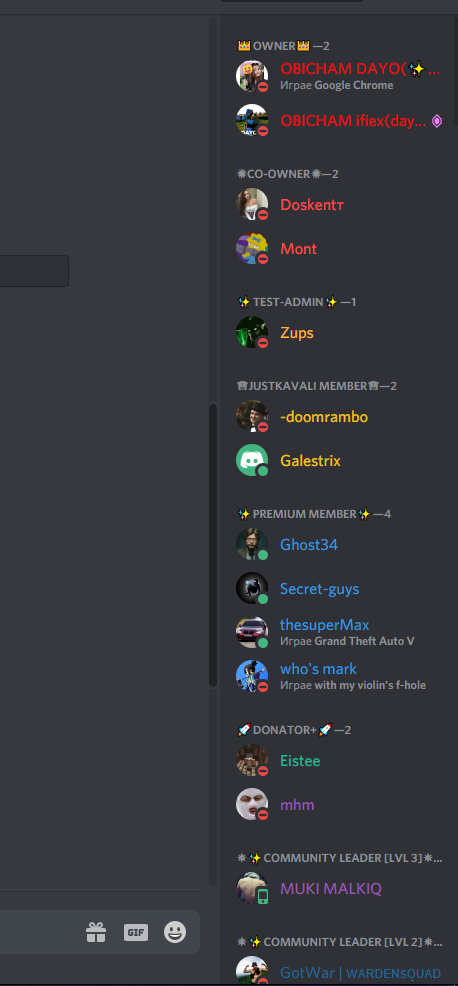 👑 OWNER 👑 —2
OBICHAM DAYO(✨...
Играе Google Chrome
OBICHAM ifiex(day...
DAYO
⁕CO-OWNER⁕—2
Doskentт
Mont
✨ TEST-ADMIN✨ —1
Zups
JUSTKAVALI MEMBER —2
-doomrambo
Galestrix
✨ PREMIUM MEMBER✨ —4
Ghost34
Secret-guys
thesuperMax
Играе Grand Theft Auto V
who's mark
Играе with my violin's f-hole
🚀 DONATOR+ 🚀 —2
Eistee
mhm
⁕ ✨ COMMUNITY LEADER [LVL 3]⁕...
MUKI MALKIQ
⁕ ✨ COMMUNITY LEADER [LVL 2]⁕...
GIF
GotWar | ᴡᴀʀᴅᴇɴsǫᴜᴀᴅ